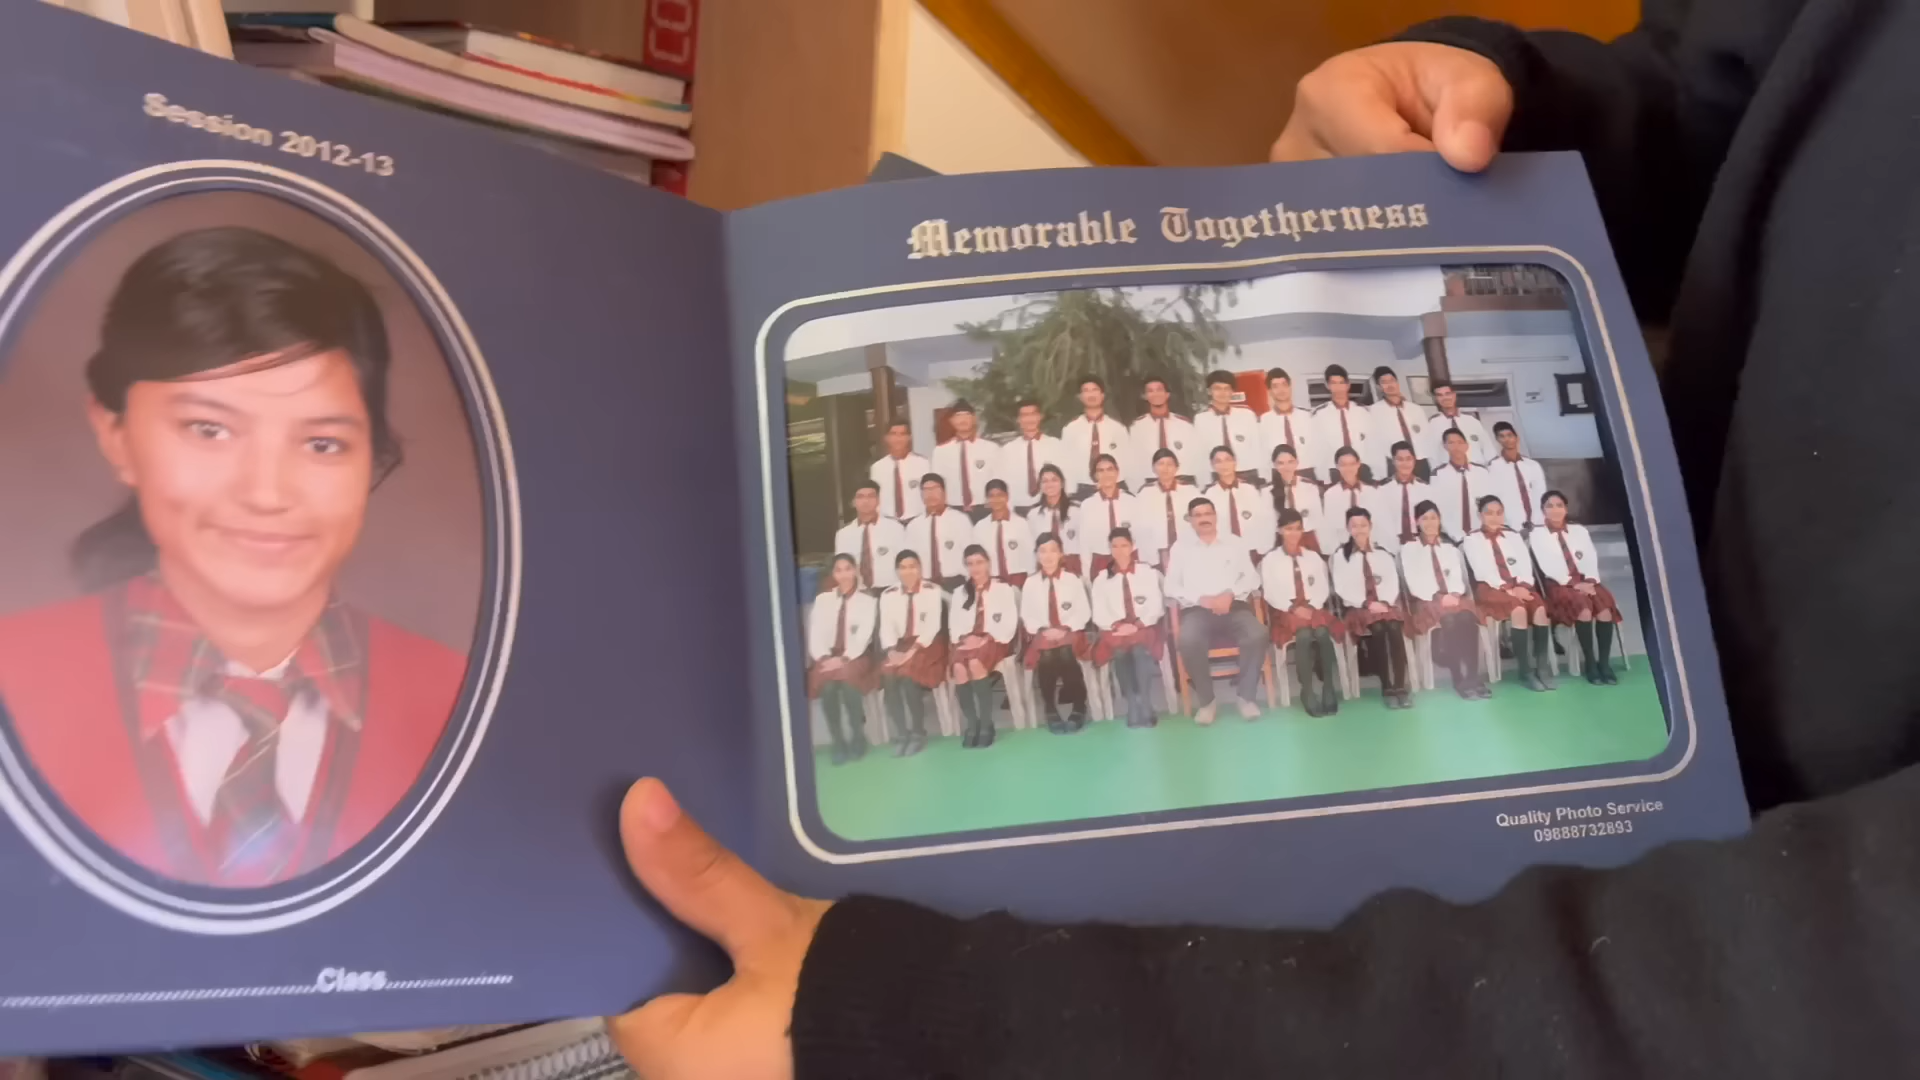 Session 2012-13
Class
Memorable Togetherness
Quality Photo Service
09888732893